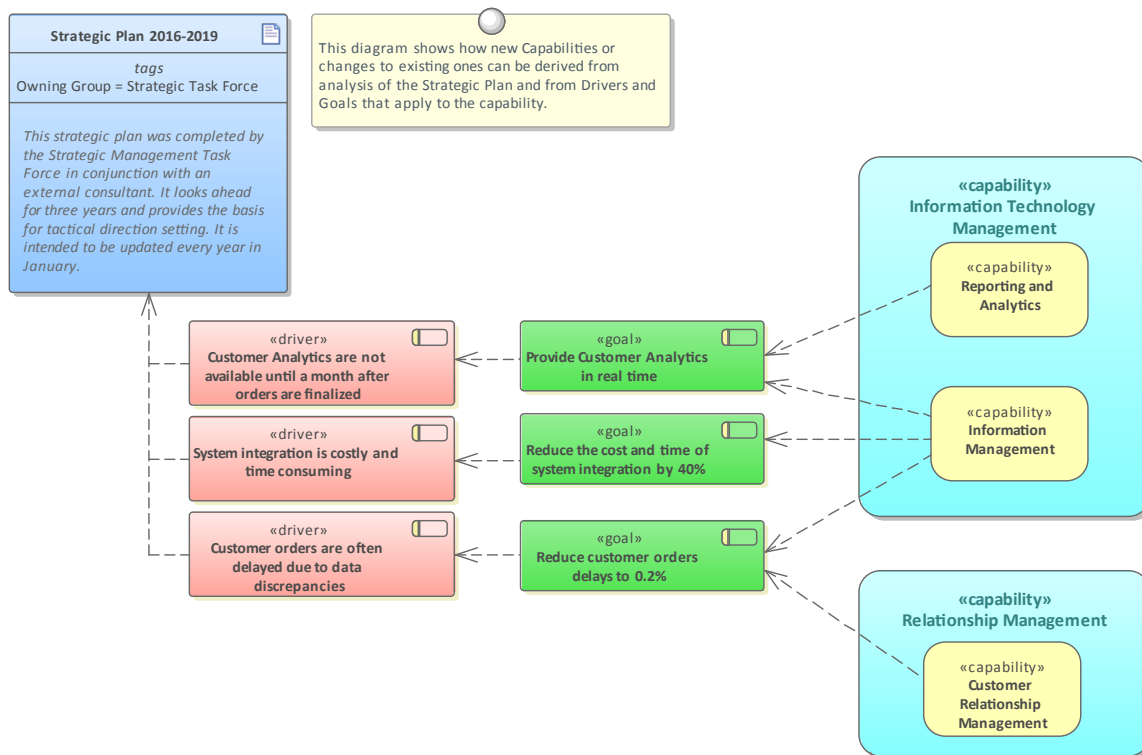 Strategic Plan 2016-2019
tags
Owning Group = Strategic Task Force
This strategic plan was completed by
the Strategic Management Task
Force in conjunction with an
external consultant. It looks ahead
for three years and provides the basis
for tactical direction setting. It is
intended to be updated every year in
January.
This diagram shows how new Capabilities or
changes to existing ones can be derived from
analysis of the Strategic Plan and from Drivers and
Goals that apply to the capability.
«driver»
Customer Analytics are not
available until a month after
orders are finalized
«driver»
System integration is costly and
time consuming
«driver»
Customer orders are often
delayed due to data
discrepancies
«goal»
Provide Customer Analytics
in real time
«goal»
Reduce the cost and time of
system integration by 40%
«goal»
Reduce customer orders
delays to 0.2%
«capability»
Information Technology
Management
«capability»
Reporting and
Analytics
«capability»
Information
Management
«capability»
Relationship Management
«capability»
Customer
Relationship
Management